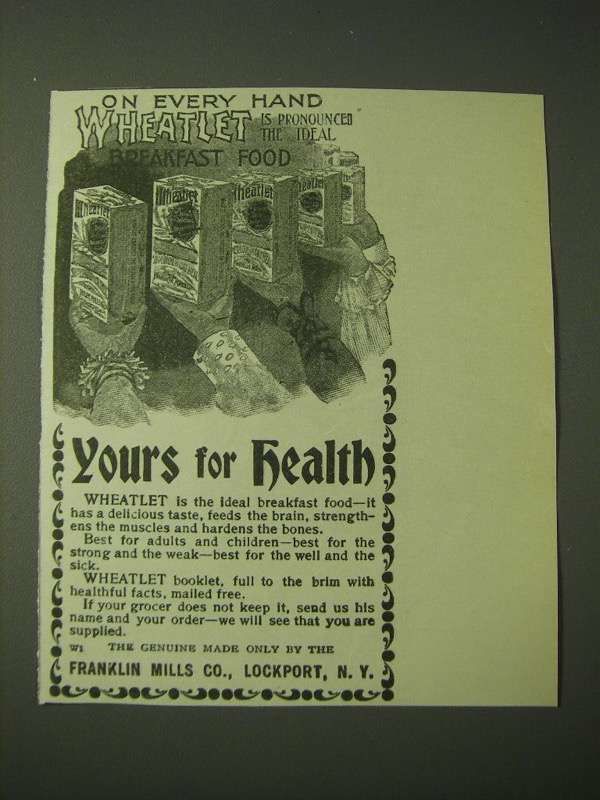 ON EVERY HAND
WHEATLET IS PRONOUNCED
THE IDEAL
BREAKFAST FOOD
Wheatlet
Wheatlet
Wheatlet
Wheatlet
Yours for Health
WHEATLET is the ideal breakfast food—it
has a delicious taste, feeds the brain, strength-
ens the muscles and hardens the bones.
Best for adults and children—best for the
strong and the weak—best for the well and the
sick.
WHEATLET booklet, full to the brim with
healthful facts, mailed free.
If your grocer does not keep it, send us his
name and your order—we will see that you are
supplied.
W1 THE GENUINE MADE ONLY BY THE
FRANKLIN MILLS CO., LOCKPORT, N. Y.